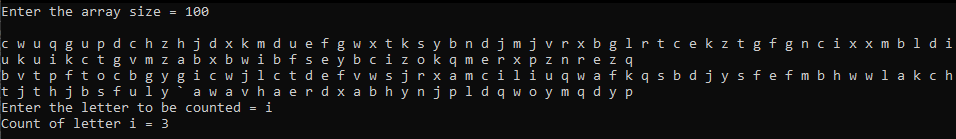 Enter the array size = 100
c w u q g u p d c h z h j d x k m d u e f g w x t k s y b n d j m j v r x b g l r t c e k z t g f g n c i x x m b l d i
u k u i k c t g v m z a b x b w i b f s e y b c i z o k q m e r x p z n r e z q
b v t p f t o c b g y g i c w j l c t d e f v w s j r x a m c i l i u q w a f k q s b d j y s f e f m b h w w l a k c h
t j t h j b s f u l y ` a w a v h a e r d x a b h y n j p l d q w o y m q d y p
Enter the letter to be counted = i
Count of letter i = 3